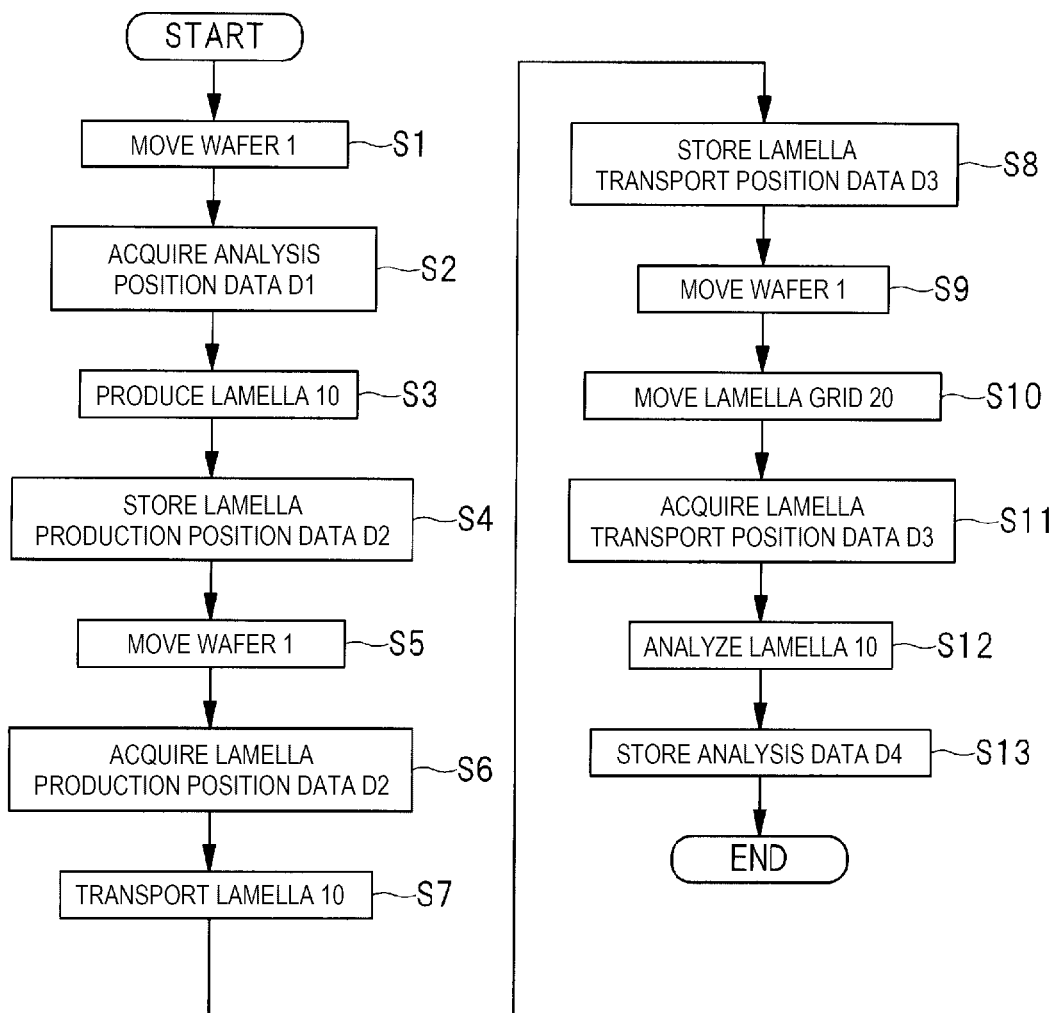 START
MOVE WAFER 1
S1
ACQUIRE ANALYSIS
POSITION DATA D1
S2
PRODUCE LAMELLA 10
S3
STORE LAMELLA
PRODUCTION POSITION DATA D2
S4
MOVE WAFER 1
S5
ACQUIRE LAMELLA
PRODUCTION POSITION DATA D2
S6
TRANSPORT LAMELLA 10
S7
STORE LAMELLA
TRANSPORT POSITION DATA D3
S8
MOVE WAFER 1
S9
MOVE LAMELLA GRID 20
S10
ACQUIRE LAMELLA
TRANSPORT POSITION DATA D3
S11
ANALYZE LAMELLA 10
S12
STORE ANALYSIS DATA D4
S13
END